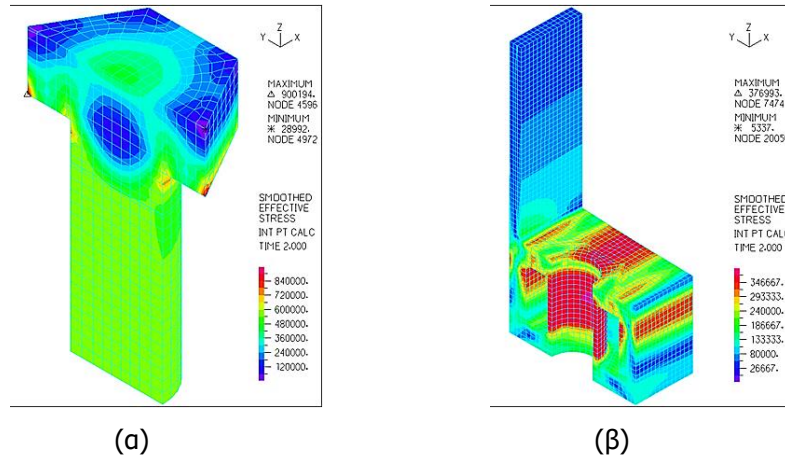 Z
Y X
MAXIMUM
△ 900194.
NODE 4596
MINIMUM
✳ 28992.
NODE 4972
SMOOTHED
EFFECTIVE
STRESS
INT PT CALC
TIME 2.000
840000.
720000.
600000.
480000.
360000.
240000.
120000.
(α)
Z
Y X
MAXIMUM
△ 376993.
NODE 7474
MINIMUM
✳ 5337.
NODE 2005
SMOOTHED
EFFECTIVE
STRESS
INT PT CALC
TIME 2.000
346667.
293333.
240000.
186667.
133333.
80000.
26667.
(β)